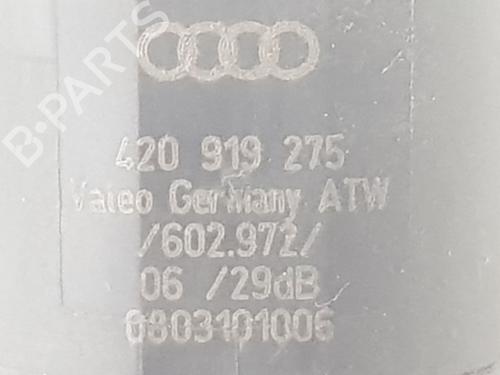 B-PARTS
420 919 275
Valeo Germany ATW
/602.972/
06 /29dB
0803101006